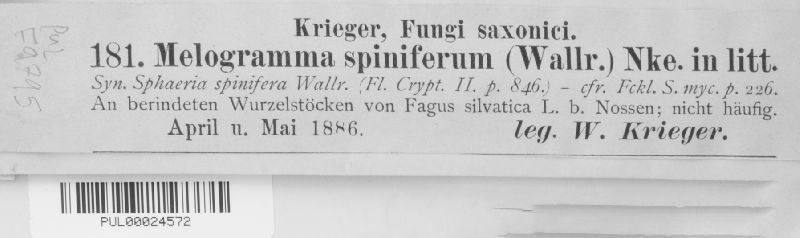 Krieger, Fungi saxonici.
181. Melogramma spiniferum (Wallr.) Nke. in litt.
Syn. Sphaeria spinifera Wallr. (Fl. Crypt. II. p. 846.) – cfr. Fckl. S. myc. p. 226.
An berindeten Wurzelstöcken von Fagus silvatica L. b. Nossen; nicht häufig.
April u. Mai 1886.
leg. W. Krieger.
PUL00024572